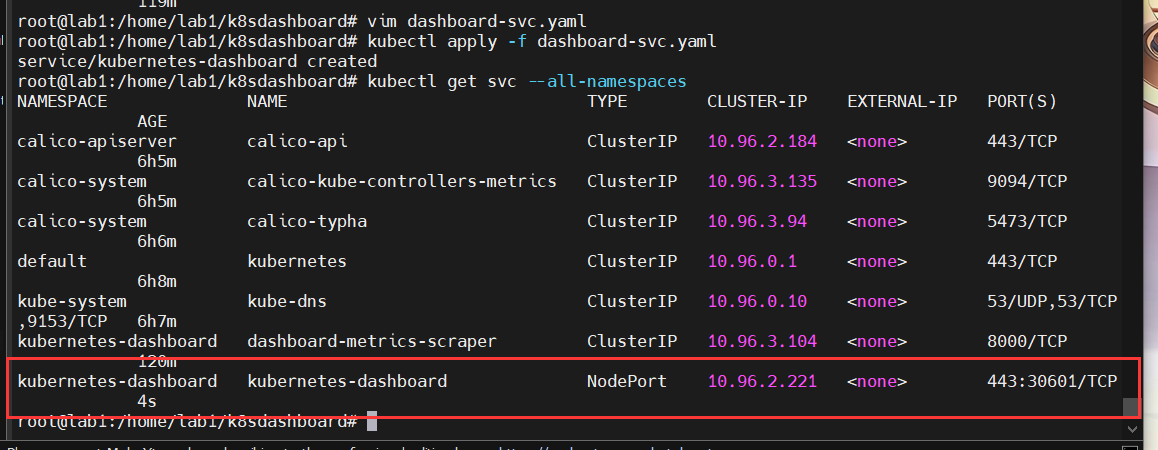 119m
root@lab1:/home/lab1/k8sdashboard# vim dashboard-svc.yaml
root@lab1:/home/lab1/k8sdashboard# kubectl apply -f dashboard-svc.yaml
service/kubernetes-dashboard created
root@lab1:/home/lab1/k8sdashboard# kubectl get svc --all-namespaces
NAMESPACE NAME TYPE CLUSTER-IP EXTERNAL-IP PORT(S)
AGE
calico-apiserver calico-api ClusterIP 10.96.2.184 <none> 443/TCP
6h5m
calico-system calico-kube-controllers-metrics ClusterIP 10.96.3.135 <none> 9094/TCP
6h5m
calico-system calico-typha ClusterIP 10.96.3.94 <none> 5473/TCP
6h6m
default kubernetes ClusterIP 10.96.0.1 <none> 443/TCP
6h8m
kube-system kube-dns ClusterIP 10.96.0.10 <none> 53/UDP,53/TCP
,9153/TCP 6h7m
kubernetes-dashboard dashboard-metrics-scraper ClusterIP 10.96.3.104 <none> 8000/TCP
120m
kubernetes-dashboard kubernetes-dashboard NodePort 10.96.2.221 <none> 443:30601/TCP
4s
root@lab1:/home/lab1/k8sdashboard#